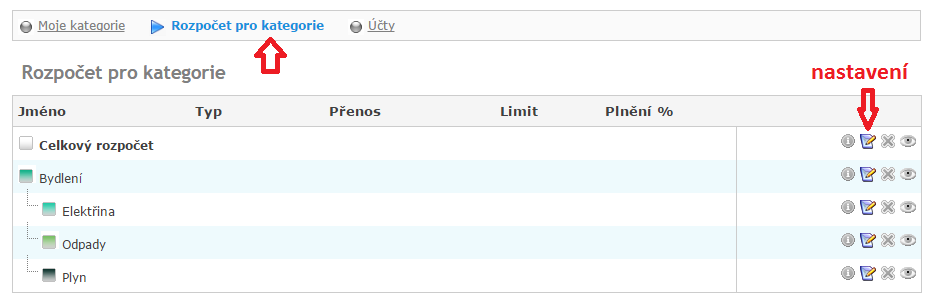 Moje kategorie Rozpočet pro kategorie Účty
Rozpočet pro kategorie nastavení
Jméno Typ Přenos Limit Plnění %
Celkový rozpočet
Bydlení
Elektřina
Odpady
Plyn